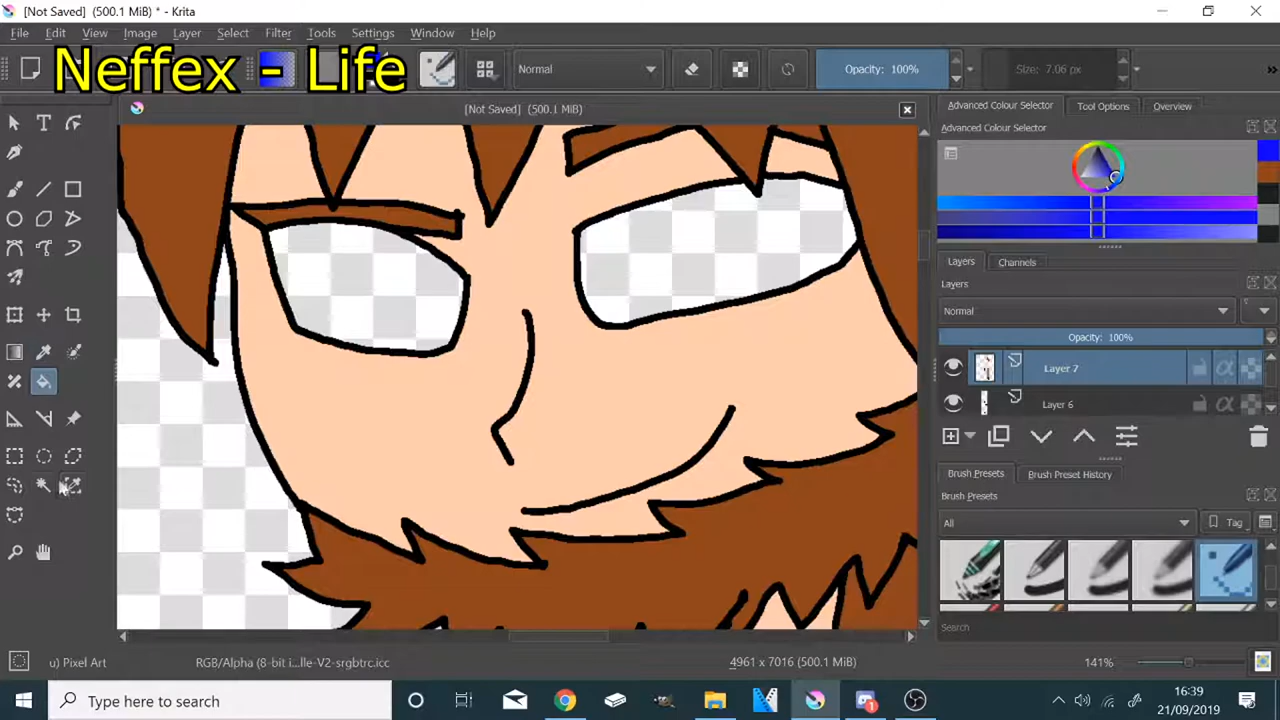 [Not Saved] (500.1 MiB) * - Krita
File Edit View Image Layer Select Filter Tools Settings Window Help
Neffex - Life
Normal
Opacity: 100%
Size: 7.06 px
[Not Saved] (500.1 MiB)
Advanced Colour Selector
Tool Options
Overview
Advanced Colour Selector
Layers
Channels
Layers
Normal
Opacity: 100%
Layer 7
Layer 6
Brush Presets
Brush Preset History
Brush Presets
All
Tag
Search
u) Pixel Art
RGB/Alpha (8-bit i...lle-V2-srgbtrc.icc
4961 x 7016 (500.1 MiB)
141%
Type here to search
1
16:39
21/09/2019